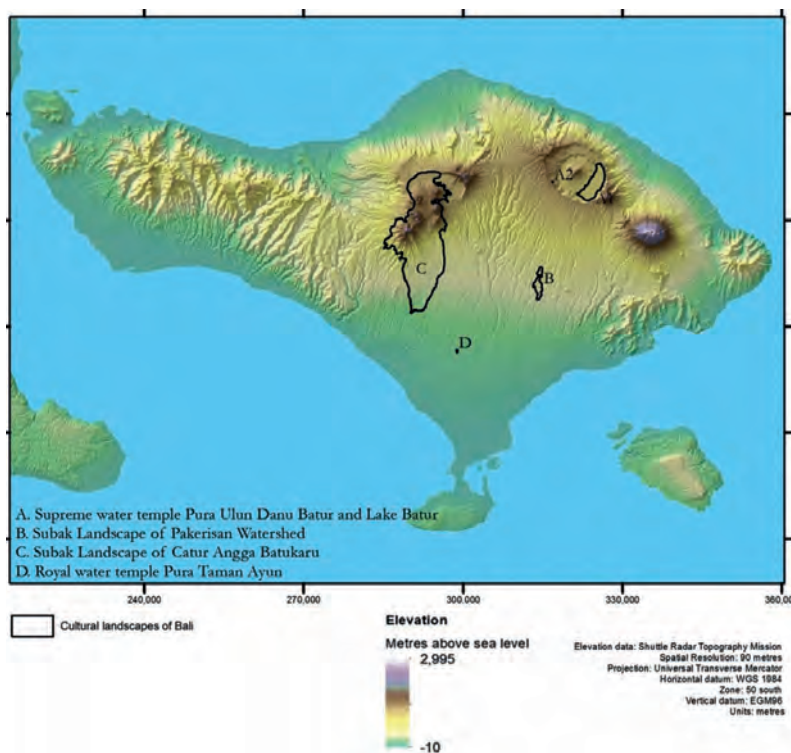 A2
B
C
D
A. Supreme water temple Pura Ulun Danu Batur and Lake Batur
B. Subak Landscape of Pakerisan Watershed
C. Subak Landscape of Catur Angga Batukaru
D. Royal water temple Pura Taman Ayun
240,000 270,000 300,000 330,000 360,00
Cultural landscapes of Bali
Elevation
Metres above sea level
2,995
-10
Elevation data: Shuttle Radar Topography Mission
Spatial Resolution: 90 metres
Projection: Universal Transverse Mercator
Horizontal datum: WGS 1984
Zone: 50 south
Vertical datum: EGM96
Units: metres